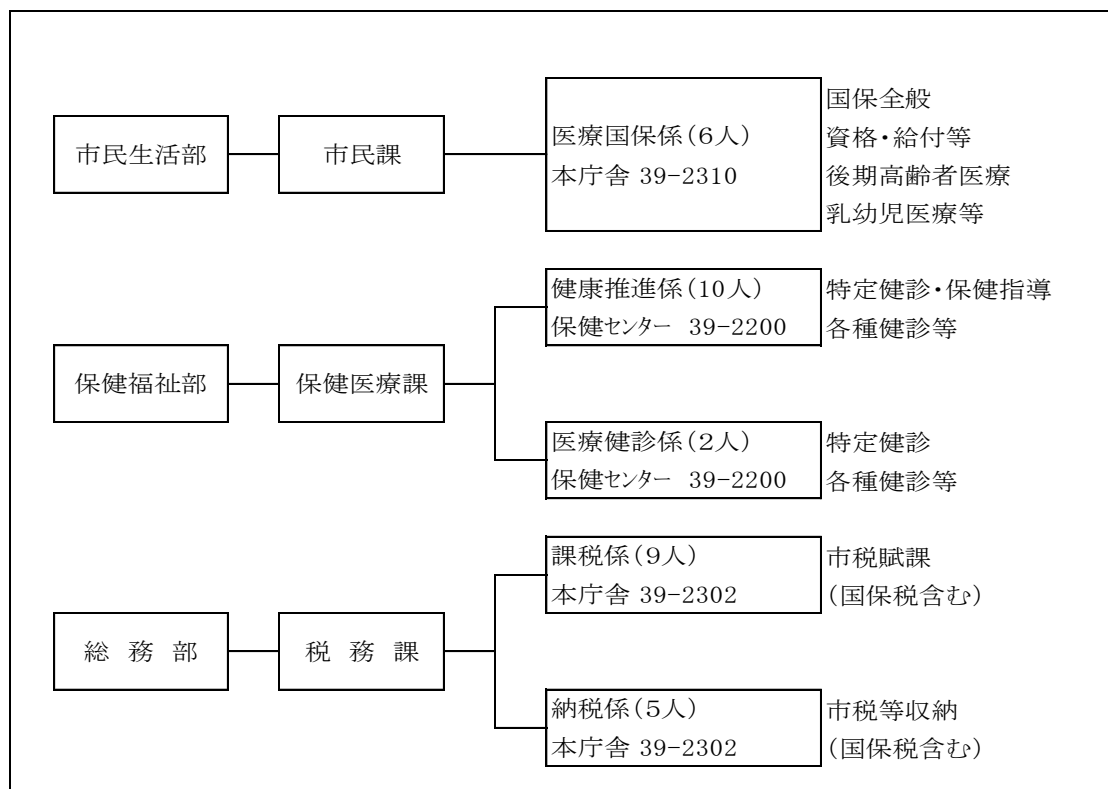 市民生活部
市民課
医療国保係(6人)
本庁舎 39-2310
国保全般
資格・給付等
後期高齢者医療
乳幼児医療等
保健福祉部
保健医療課
健康推進係(10人)
保健センター 39-2200
特定健診・保健指導
各種健診等
医療健診係(2人)
保健センター 39-2200
特定健診
各種健診等
総 務 部
税 務 課
課税係(9人)
本庁舎 39-2302
市税賦課
(国保税含む)
納税係(5人)
本庁舎 39-2302
市税等収納
(国保税含む)